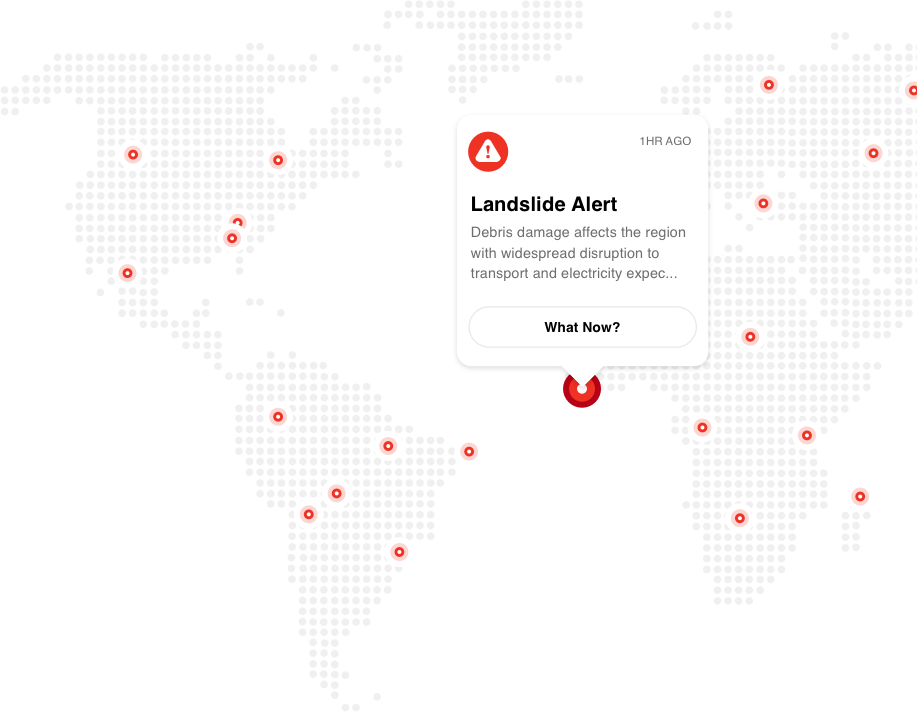 1HR AGO
Landslide Alert
Debris damage affects the region
with widespread disruption to
transport and electricity expec...
What Now?